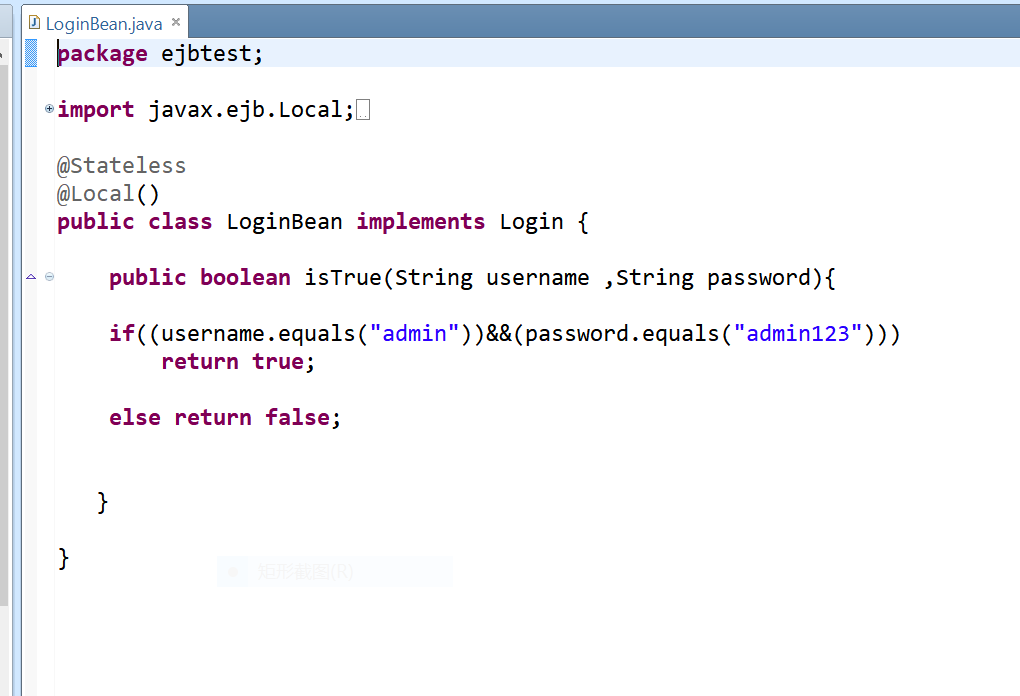 LoginBean.java
package ejbtest;
import javax.ejb.Local;
@Stateless
@Local()
public class LoginBean implements Login {
public boolean isTrue(String username ,String password){
if((username.equals("admin"))&&(password.equals("admin123")))
return true;
else return false;
}
}
矩形截图(R)